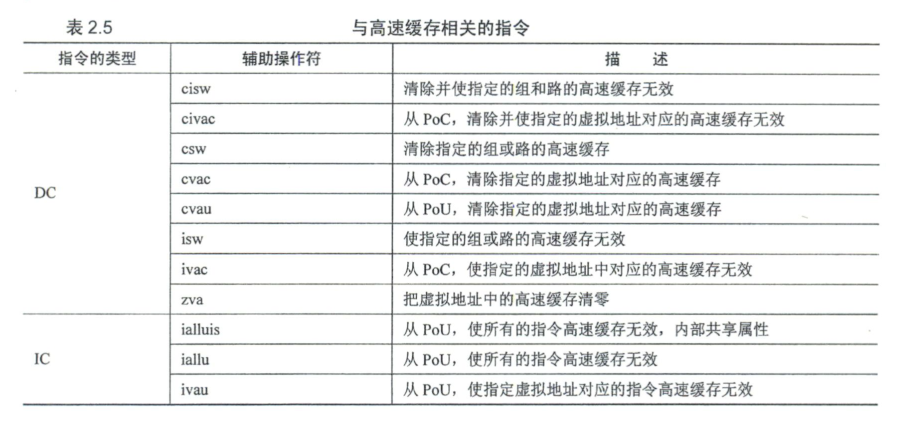 表 2.5 与高速缓存相关的指令
指令的类型 辅助操作符 描 述
cisw 清除并使指定的组和路的高速缓存无效
civac 从 PoC，清除并使指定的虚拟地址对应的高速缓存无效
csw 清除指定的组或路的高速缓存
cvac 从 PoC，清除指定的虚拟地址对应的高速缓存
DC
cvau 从 PoU，清除指定的虚拟地址对应的高速缓存
isw 使指定的组或路的高速缓存无效
ivac 从 PoC，使指定的虚拟地址中对应的高速缓存无效
zva 把虚拟地址中的高速缓存清零
ialluis 从 PoU，使所有的指令高速缓存无效，内部共享属性
IC iallu 从 PoU，使所有的指令高速缓存无效
ivau 从 PoU，使指定虚拟地址对应的指令高速缓存无效